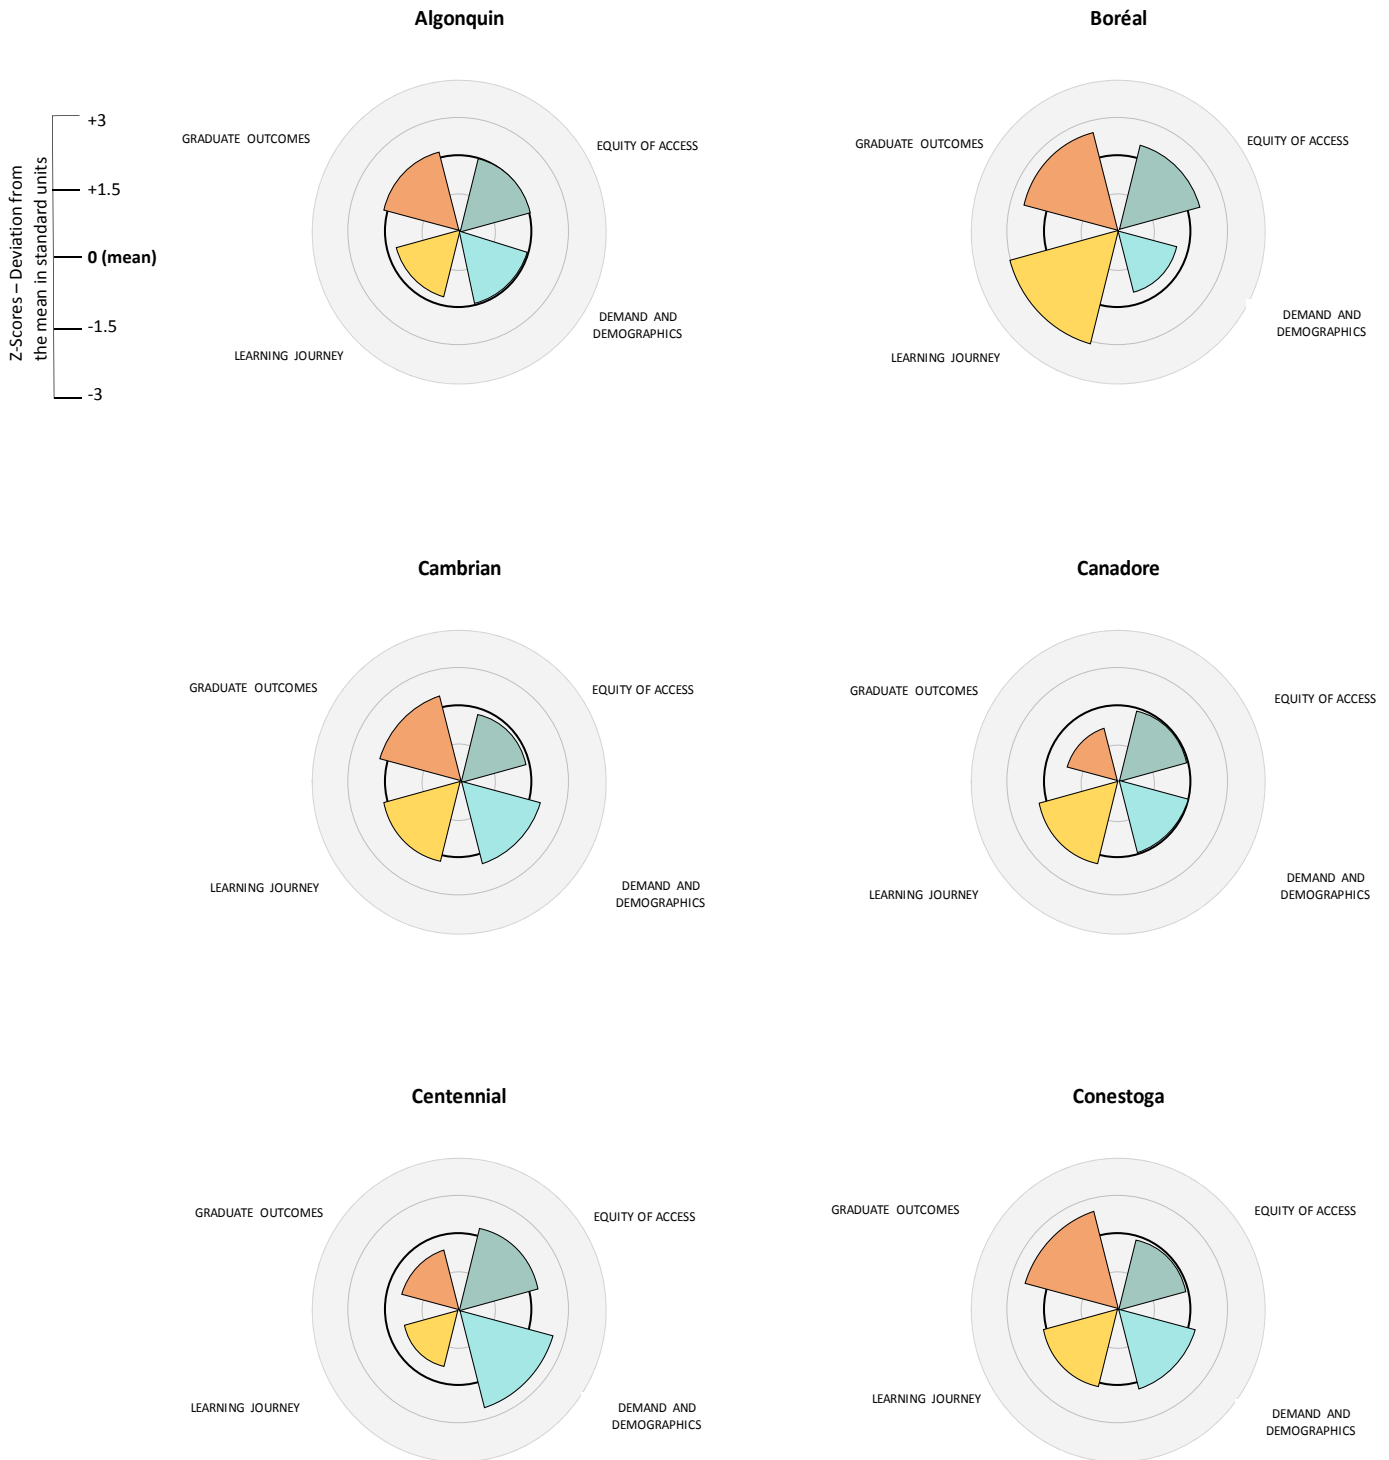 Algonquin
Boréal
Z-Scores – Deviation from
the mean in standard units
+3
+1.5
0 (mean)
-1.5
-3
GRADUATE OUTCOMES
EQUITY OF ACCESS
LEARNING JOURNEY
DEMAND AND
DEMOGRAPHICS
GRADUATE OUTCOMES
EQUITY OF ACCESS
LEARNING JOURNEY
DEMAND AND
DEMOGRAPHICS
Cambrian
Canadore
GRADUATE OUTCOMES
EQUITY OF ACCESS
LEARNING JOURNEY
DEMAND AND
DEMOGRAPHICS
GRADUATE OUTCOMES
EQUITY OF ACCESS
LEARNING JOURNEY
DEMAND AND
DEMOGRAPHICS
Centennial
Conestoga
GRADUATE OUTCOMES
EQUITY OF ACCESS
LEARNING JOURNEY
DEMAND AND
DEMOGRAPHICS
GRADUATE OUTCOMES
EQUITY OF ACCESS
LEARNING JOURNEY
DEMAND AND
DEMOGRAPHICS